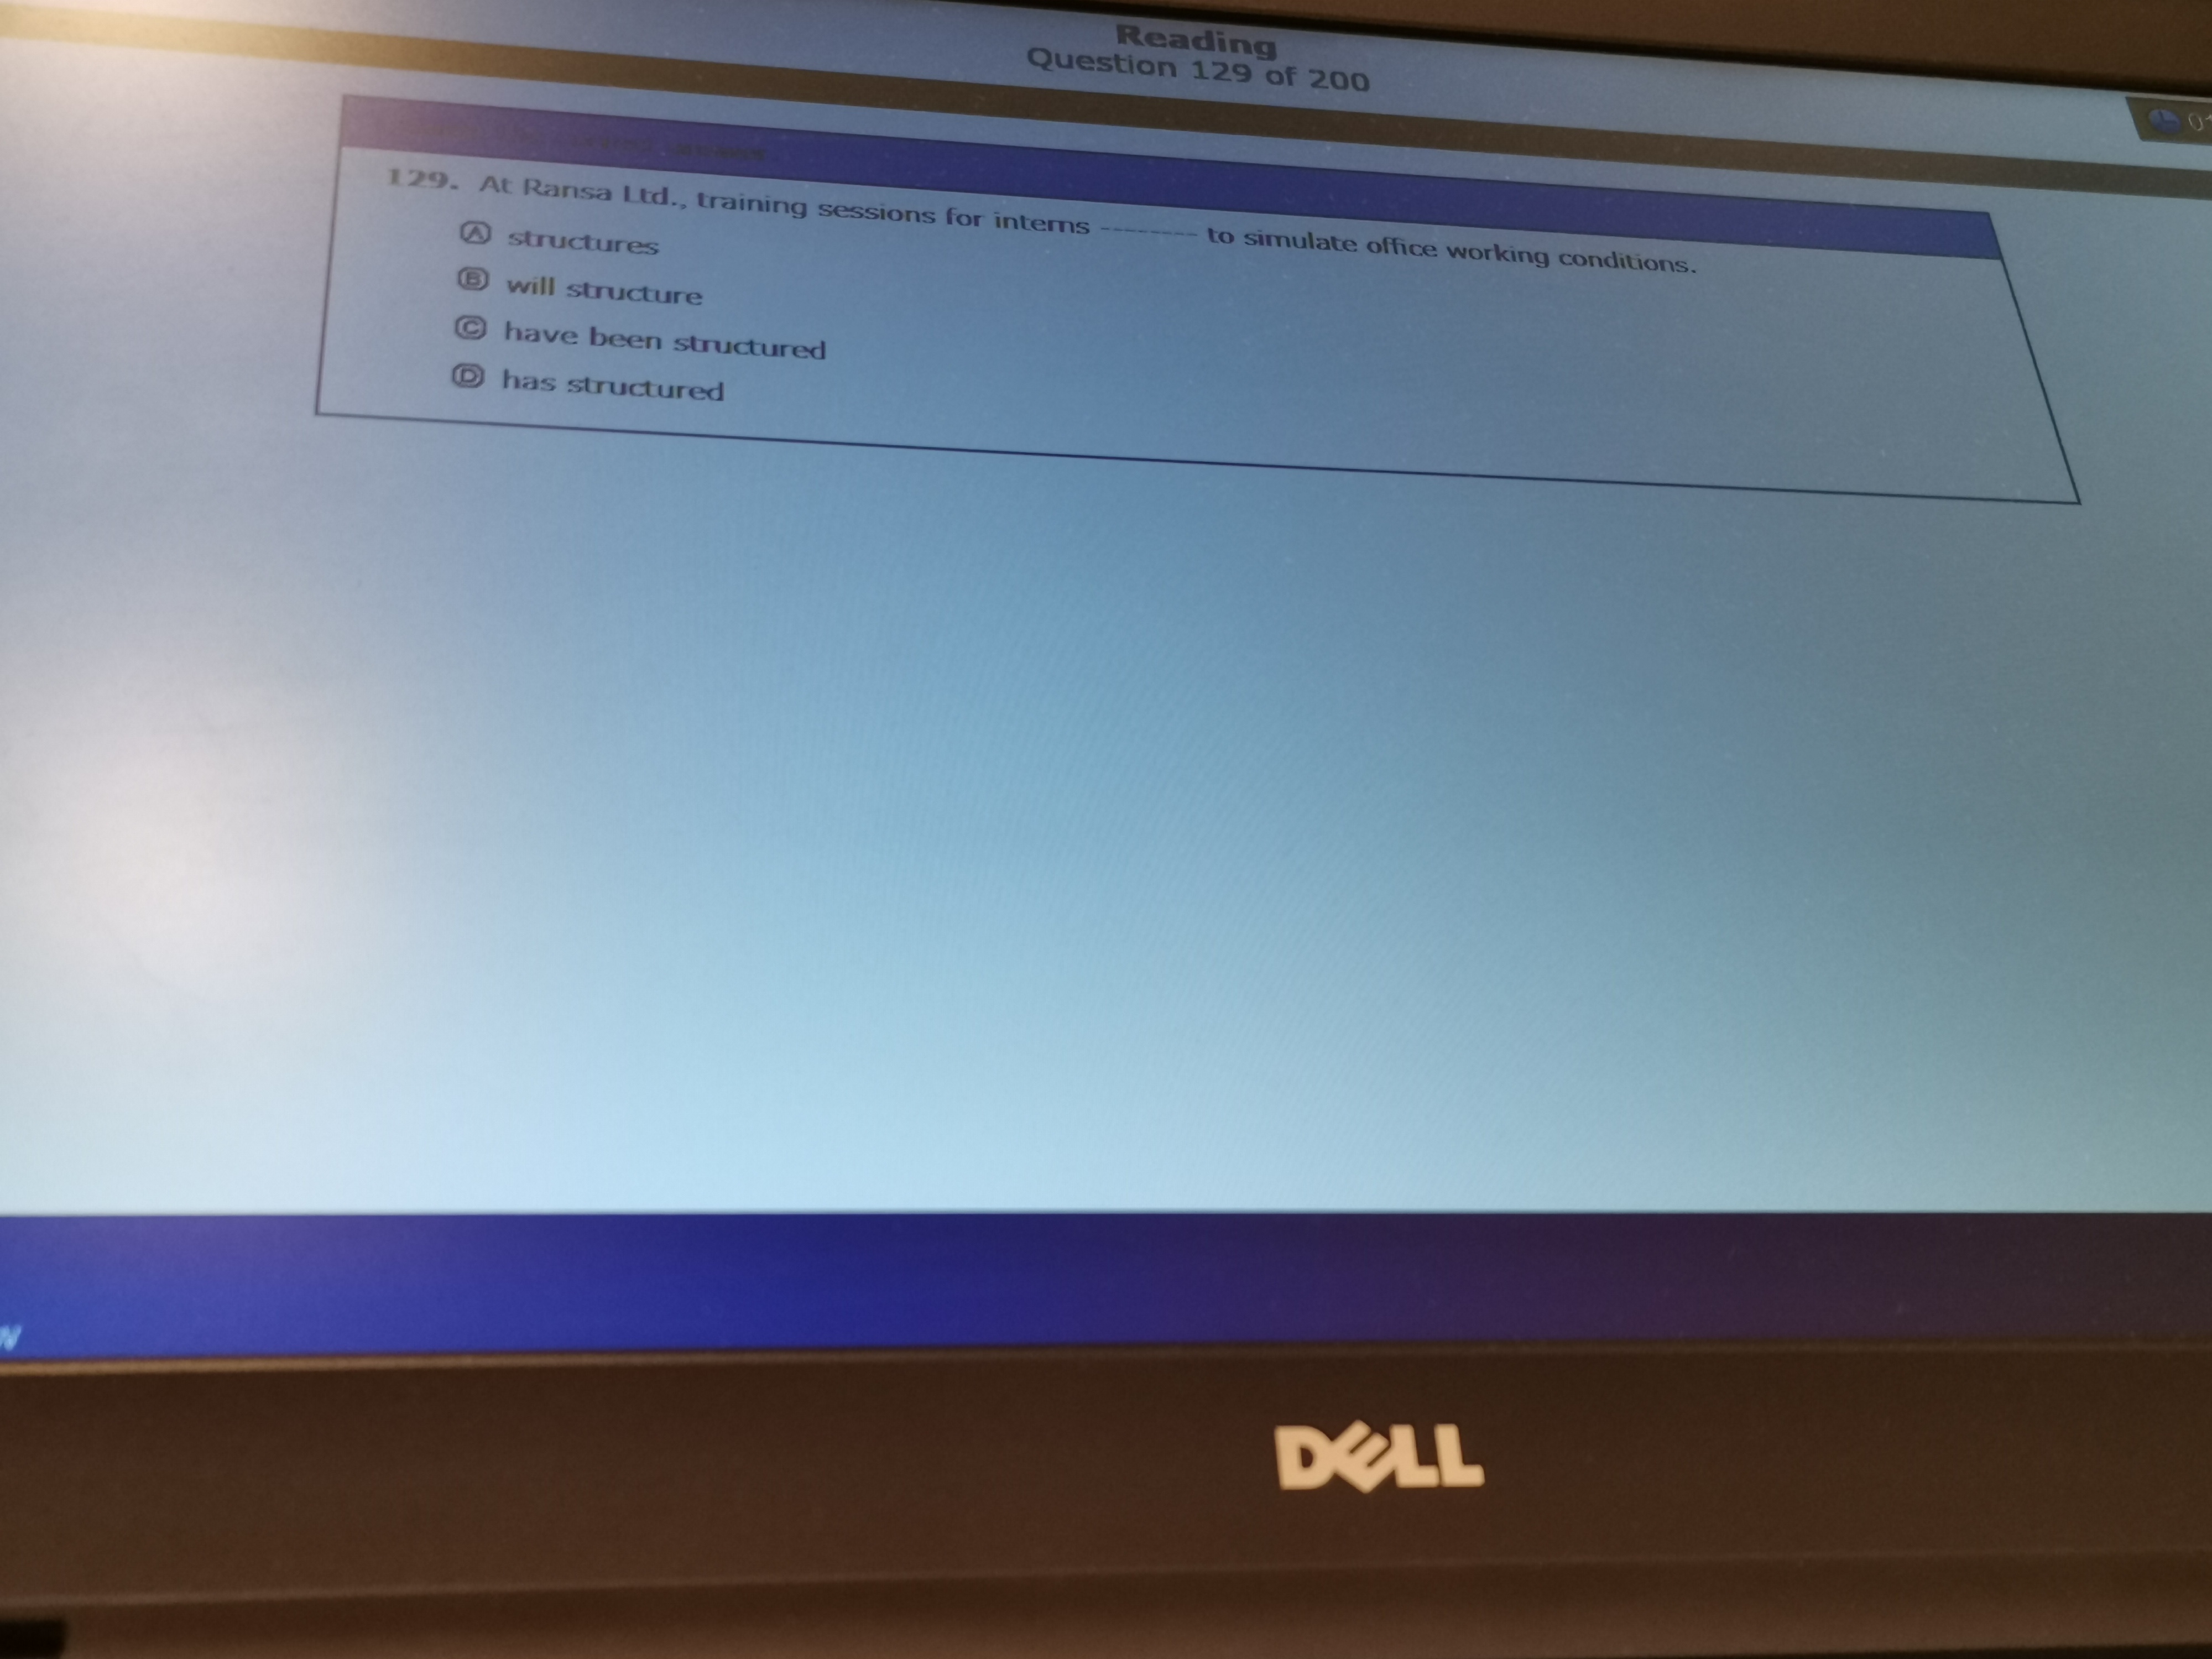 Reading
Question 129 of 200
129. At Ransa Ltd., training sessions for interns -------- to simulate office working conditions.
A structures
B will structure
C have been structured
D has structured
DELL